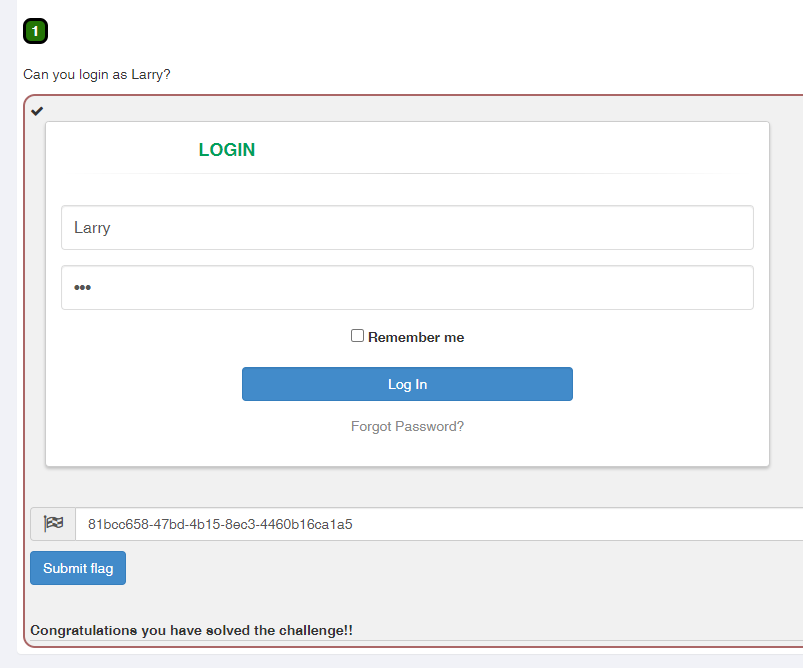 1
Can you login as Larry?
LOGIN
Larry
•••
Remember me
Log In
Forgot Password?
81bcc658-47bd-4b15-8ec3-4460b16ca1a5
Submit flag
Congratulations you have solved the challenge!!